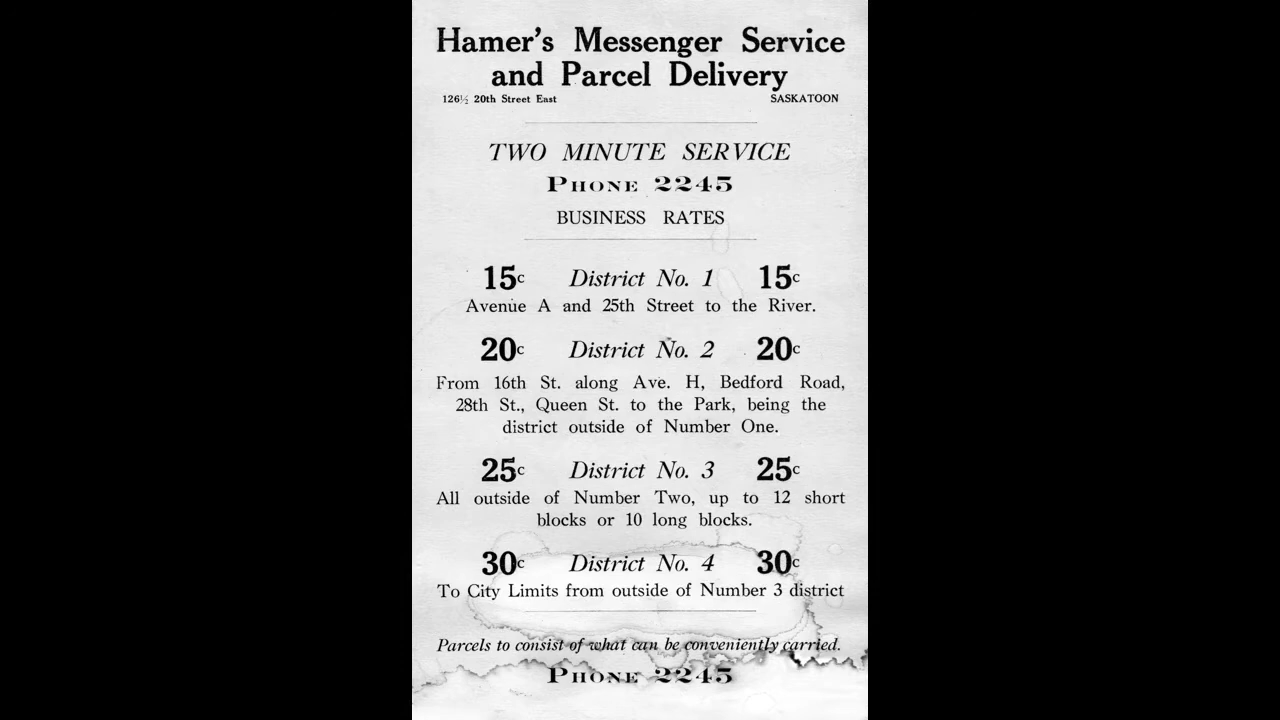 Hamer's Messenger Service
and Parcel Delivery
126½ 20th Street East SASKATOON
TWO MINUTE SERVICE
PHONE 2245
BUSINESS RATES
15c District No. 1 15c
Avenue A and 25th Street to the River.
20c District No. 2 20c
From 16th St. along Ave. H, Bedford Road,
28th St., Queen St. to the Park, being the
district outside of Number One.
25c District No. 3 25c
All outside of Number Two, up to 12 short
blocks or 10 long blocks.
30c District No. 4 30c
To City Limits from outside of Number 3 district
Parcels to consist of what can be conveniently carried.
PHONE 2245